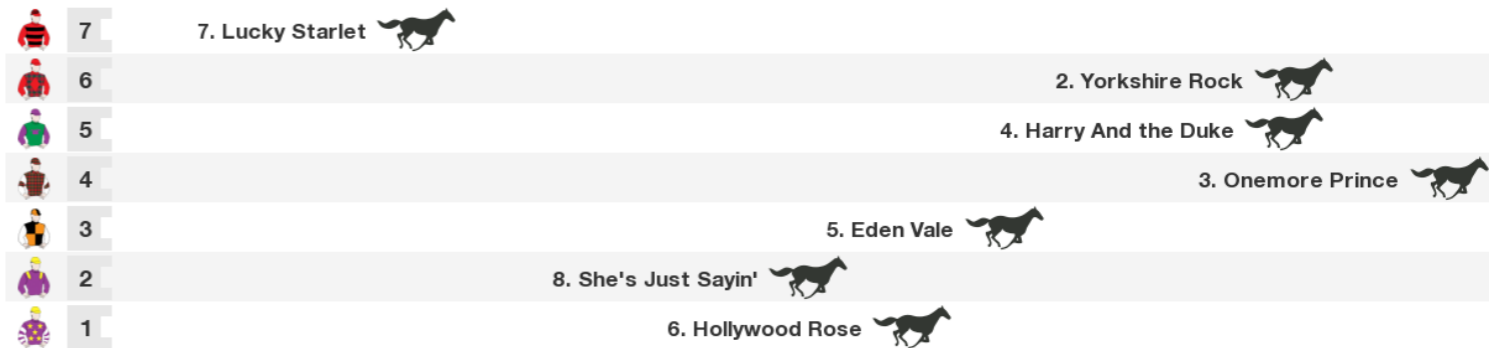 7 7. Lucky Starlet
6 2. Yorkshire Rock
5 4. Harry And the Duke
4 3. Onemore Prince
3 5. Eden Vale
2 8. She's Just Sayin'
1 6. Hollywood Rose